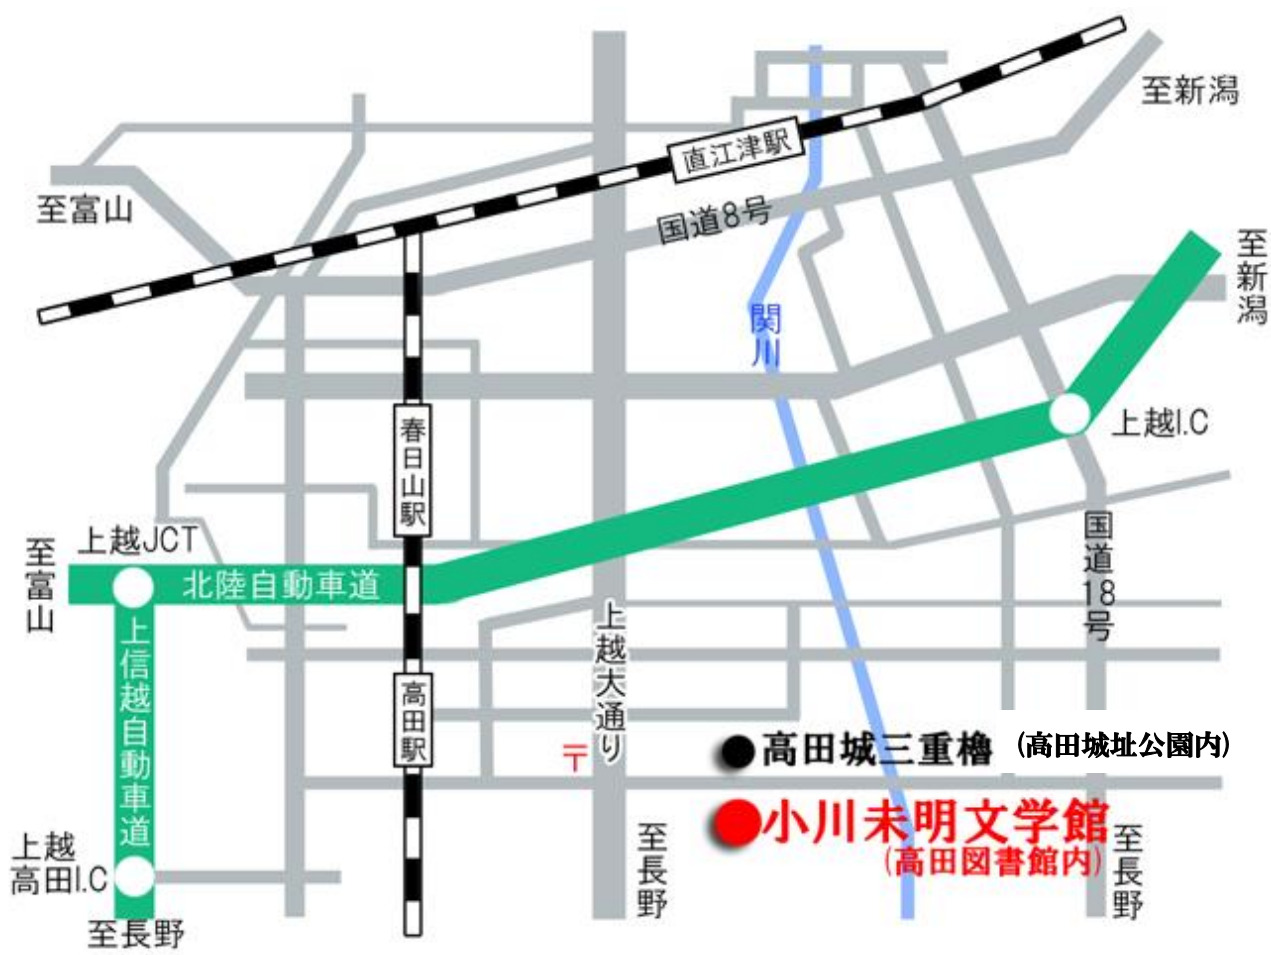 至新潟
直江津駅
至富山
国道8号
至新潟
関川
上越I.C
春日山駅
国道18号
上越JCT
至富山
北陸自動車道
上信越自動車道
上越大通り
高田駅
〒
高田城三重櫓 (高田城址公園内)
小川未明文学館
(高田図書館内)
上越
高田I.C
至長野
至長野
至長野